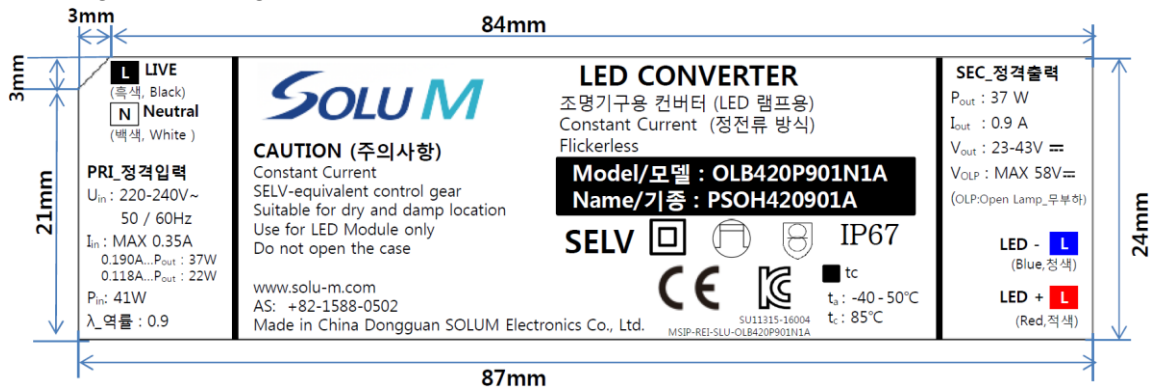 3mm
84mm
3mm
21mm
L LIVE
(흑색, Black)
N Neutral
(백색, White )
PRI_정격입력
Uin : 220-240V~
50 / 60Hz
Iin : MAX 0.35A
0.190A...Pout : 37W
0.118A...Pout : 22W
Pin: 41W
λ_역률 : 0.9
SOLUM
CAUTION (주의사항)
Constant Current
SELV-equivalent control gear
Suitable for dry and damp location
Use for LED Module only
Do not open the case
www.solu-m.com
AS: +82-1588-0502
Made in China Dongguan SOLUM Electronics Co., Ltd.
LED CONVERTER
조명기구용 컨버터 (LED 램프용)
Constant Current (정전류 방식)
Flickerless
Model/모델 : OLB420P901N1A
Name/기종 : PSOH420901A
SELV IP67
CE
tc
ta : -40 - 50℃
tc : 85℃
SU11315-16004
MSIP-REI-SLU-OLB420P901N1A
SEC_정격출력
Pout : 37 W
Iout : 0.9 A
Vout : 23-43V ⎓
VOLP : MAX 58V⎓
(OLP:Open Lamp_무부하)
LED - L
(Blue,청색)
LED + L
(Red,적색)
24mm
87mm